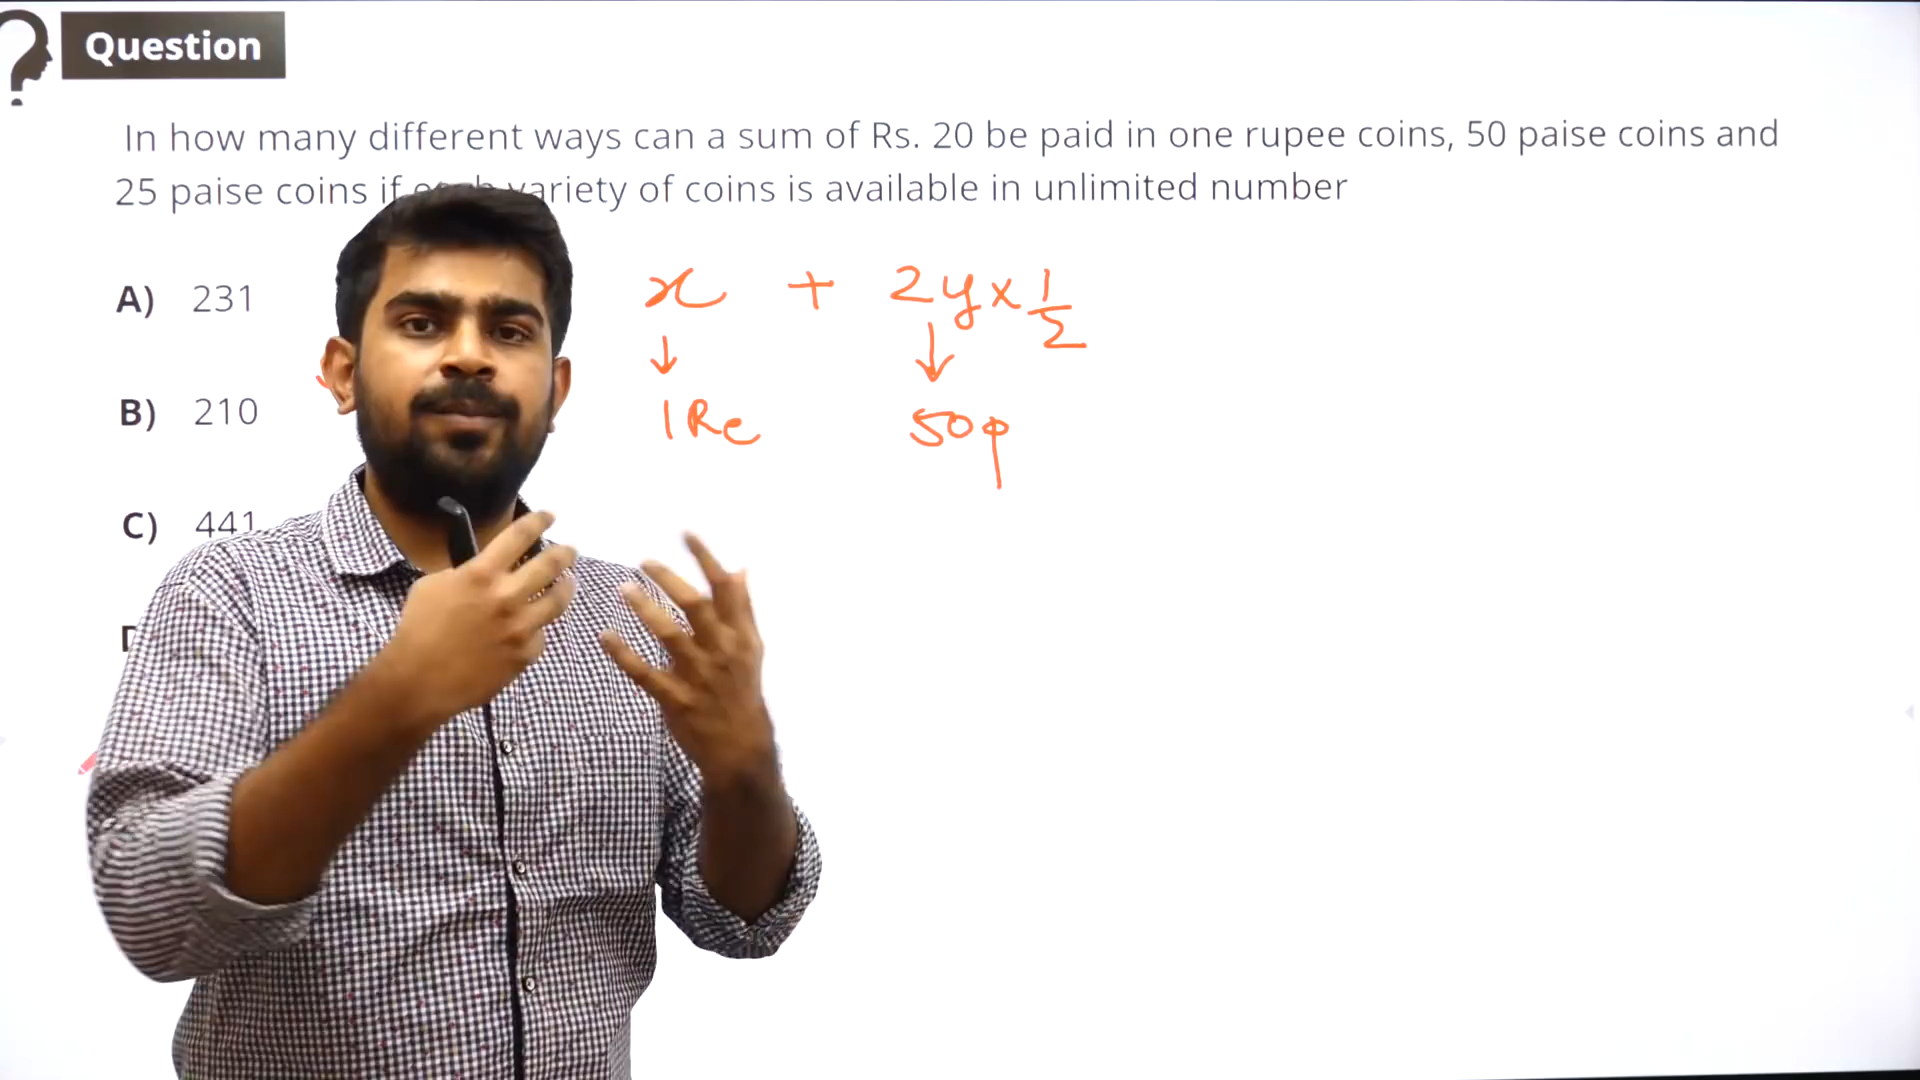 Question
In how many different ways can a sum of Rs. 20 be paid in one rupee coins, 50 paise coins and
25 paise coins if variety of coins is available in unlimited number
A) 231
B) 210
C) 441
x + 2y × 1/2
↓ ↓
1 Re 50p